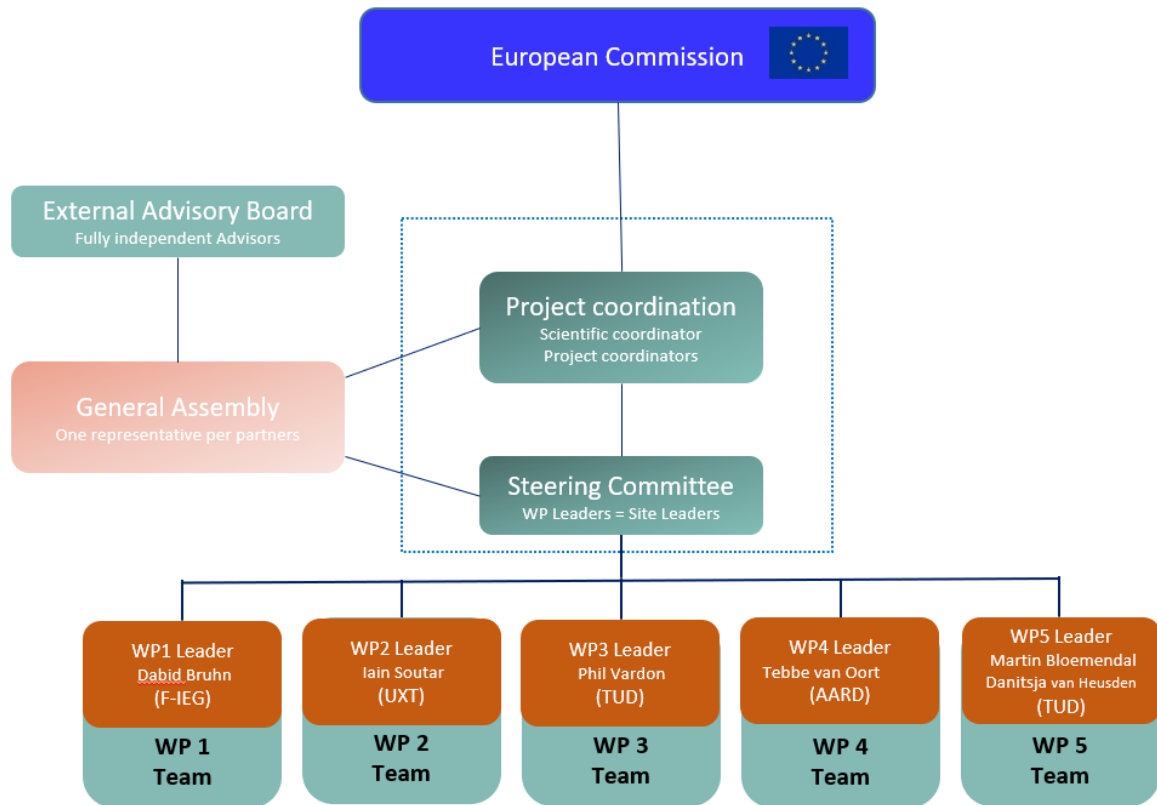 European Commission
External Advisory Board
Fully independent Advisors
Project coordination
Scientific coordinator
Project coordinators
General Assembly
One representative per partners
Steering Committee
WP Leaders = Site Leaders
WP1 Leader
Dabid Bruhn
(F-IEG)
WP 1
Team
WP2 Leader
Iain Soutar
(UXT)
WP 2
Team
WP3 Leader
Phil Vardon
(TUD)
WP 3
Team
WP4 Leader
Tebbe van Oort
(AARD)
WP 4
Team
WP5 Leader
Martin Bloemendal
Danitsja van Heusden
(TUD)
WP 5
Team